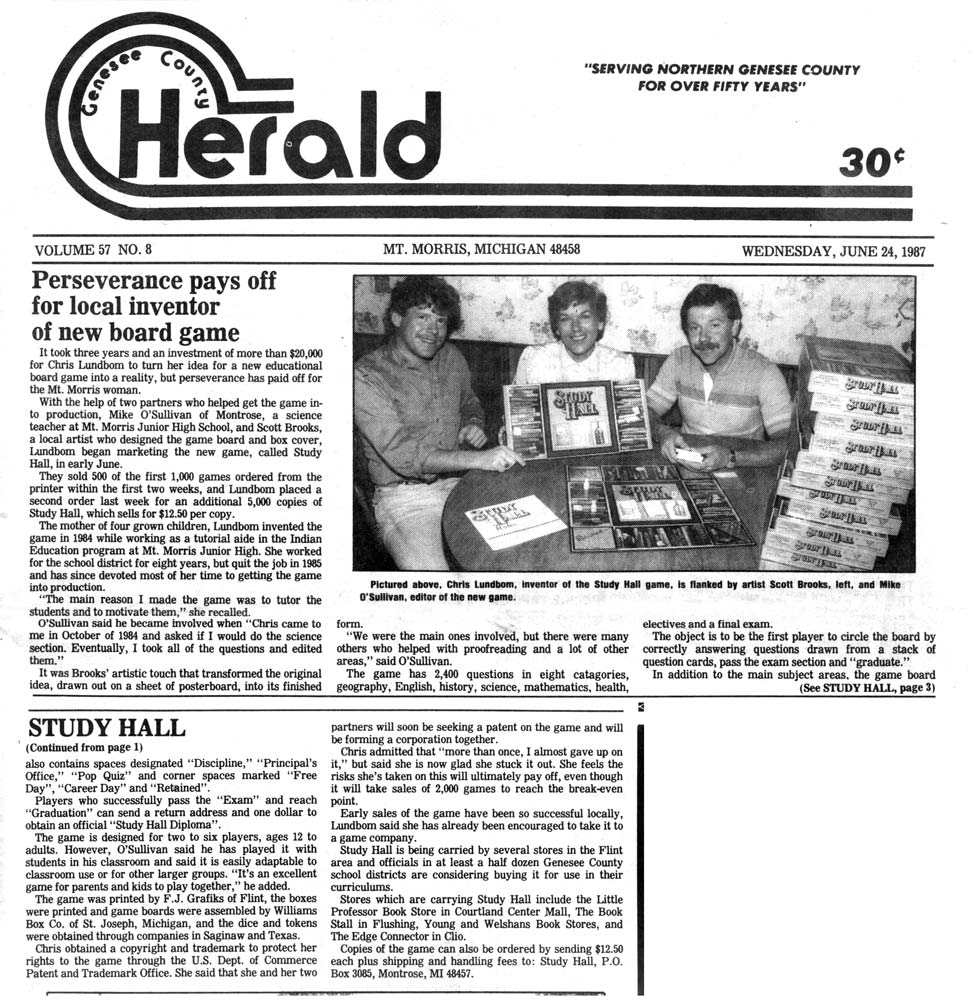 Genesee County
Herald
"SERVING NORTHERN GENESEE COUNTY
FOR OVER FIFTY YEARS"
30¢
VOLUME 57 NO. 8
MT. MORRIS, MICHIGAN 48458
WEDNESDAY, JUNE 24, 1987
Perseverance pays off
for local inventor
of new board game
It took three years and an investment of more than $20,000
for Chris Lundbom to turn her idea for a new educational
board game into a reality, but perseverance has paid off for
the Mt. Morris woman.
With the help of two partners who helped get the game in-
to production, Mike O'Sullivan of Montrose, a science
teacher at Mt. Morris Junior High School, and Scott Brooks,
a local artist who designed the game board and box cover,
Lundbom began marketing the new game, called Study
Hall, in early June.
They sold 500 of the first 1,000 games ordered from the
printer within the first two weeks, and Lundbom placed a
second order last week for an additional 5,000 copies of
Study Hall, which sells for $12.50 per copy.
The mother of four grown children, Lundbom invented the
game in 1984 while working as a tutorial aide in the Indian
Education program at Mt. Morris Junior High. She worked
for the school district for eight years, but quit the job in 1985
and has since devoted most of her time to getting the game
into production.
"The main reason I made the game was to tutor the
students and to motivate them," she recalled.
O'Sullivan said he became involved when "Chris came to
me in October of 1984 and asked if I would do the science
section. Eventually, I took all of the questions and edited
them."
It was Brooks' artistic touch that transformed the original
idea, drawn out on a sheet of posterboard, into its finished
STUDY HALL
STUDY HALL
STUDY HALL
STUDY HALL
STUDY HALL
STUDY HALL
STUDY HALL
STUDY HALL
STUDY HALL
STUDY HALL
STUDY HALL
STUDY HALL
Pictured above, Chris Lundbom, inventor of the Study Hall game, is flanked by artist Scott Brooks, left, and Mike
O'Sullivan, editor of the new game.
form.
"We were the main ones involved, but there were many
others who helped with proofreading and a lot of other
areas," said O'Sullivan.
The game has 2,400 questions in eight catagories,
geography, English, history, science, mathematics, health,
electives and a final exam.
The object is to be the first player to circle the board by
correctly answering questions drawn from a stack of
question cards, pass the exam section and "graduate."
In addition to the main subject areas, the game board
(See STUDY HALL, page 3)
STUDY HALL
(Continued from page 1)
also contains spaces designated "Discipline," "Principal's
Office," "Pop Quiz" and corner spaces marked "Free
Day", "Career Day" and "Retained".
Players who successfully pass the "Exam" and reach
"Graduation" can send a return address and one dollar to
obtain an official "Study Hall Diploma".
The game is designed for two to six players, ages 12 to
adults. However, O'Sullivan said he has played it with
students in his classroom and said it is easily adaptable to
classroom use or for other larger groups. "It's an excellent
game for parents and kids to play together," he added.
The game was printed by F.J. Grafiks of Flint, the boxes
were printed and game boards were assembled by Williams
Box Co. of St. Joseph, Michigan, and the dice and tokens
were obtained through companies in Saginaw and Texas.
Chris obtained a copyright and trademark to protect her
rights to the game through the U.S. Dept. of Commerce
Patent and Trademark Office. She said that she and her two
partners will soon be seeking a patent on the game and will
be forming a corporation together.
Chris admitted that "more than once, I almost gave up on
it," but said she is now glad she stuck it out. She feels the
risks she's taken on this will ultimately pay off, even though
it will take sales of 2,000 games to reach the break-even
point.
Early sales of the game have been so successful locally,
Lundbom said she has already been encouraged to take it to
a game company.
Study Hall is being carried by several stores in the Flint
area and officials in at least a half dozen Genesee County
school districts are considering buying it for use in their
curriculums.
Stores which are carrying Study Hall include the Little
Professor Book Store in Courtland Center Mall, The Book
Stall in Flushing, Young and Welshans Book Stores, and
The Edge Connector in Clio.
Copies of the game can also be ordered by sending $12.50
each plus shipping and handling fees to: Study Hall, P.O.
Box 3085, Montrose, MI 48457.